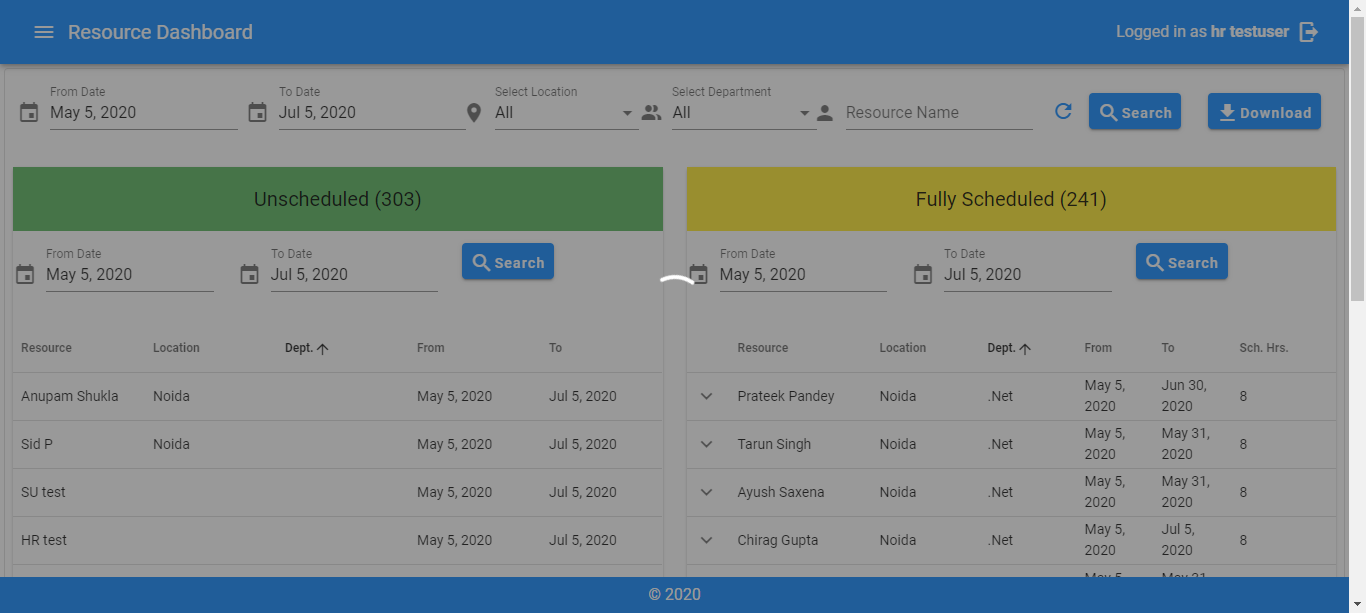 Resource Dashboard
Logged in as hr testuser
From Date To Date Select Location Select Department
May 5, 2020 Jul 5, 2020 All All Resource Name Search Download
Unscheduled (303)
From Date To Date
May 5, 2020 Jul 5, 2020 Search
Resource Location Dept. From To
Anupam Shukla Noida May 5, 2020 Jul 5, 2020
Sid P Noida May 5, 2020 Jul 5, 2020
SU test May 5, 2020 Jul 5, 2020
HR test May 5, 2020 Jul 5, 2020
Fully Scheduled (241)
From Date To Date
May 5, 2020 Jul 5, 2020 Search
Resource Location Dept. From To Sch. Hrs.
Prateek Pandey Noida .Net May 5, 2020 Jun 30, 2020 8
Tarun Singh Noida .Net May 5, 2020 May 31, 2020 8
Ayush Saxena Noida .Net May 5, 2020 May 31, 2020 8
Chirag Gupta Noida .Net May 5, 2020 Jul 5, 2020 8
May 5, May 31,
© 2020